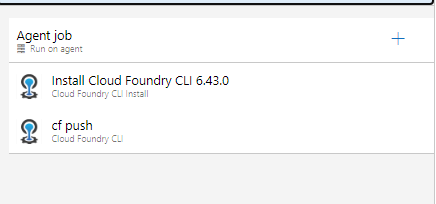 Agent job
Run on agent
Install Cloud Foundry CLI 6.43.0
Cloud Foundry CLI Install
cf push
Cloud Foundry CLI